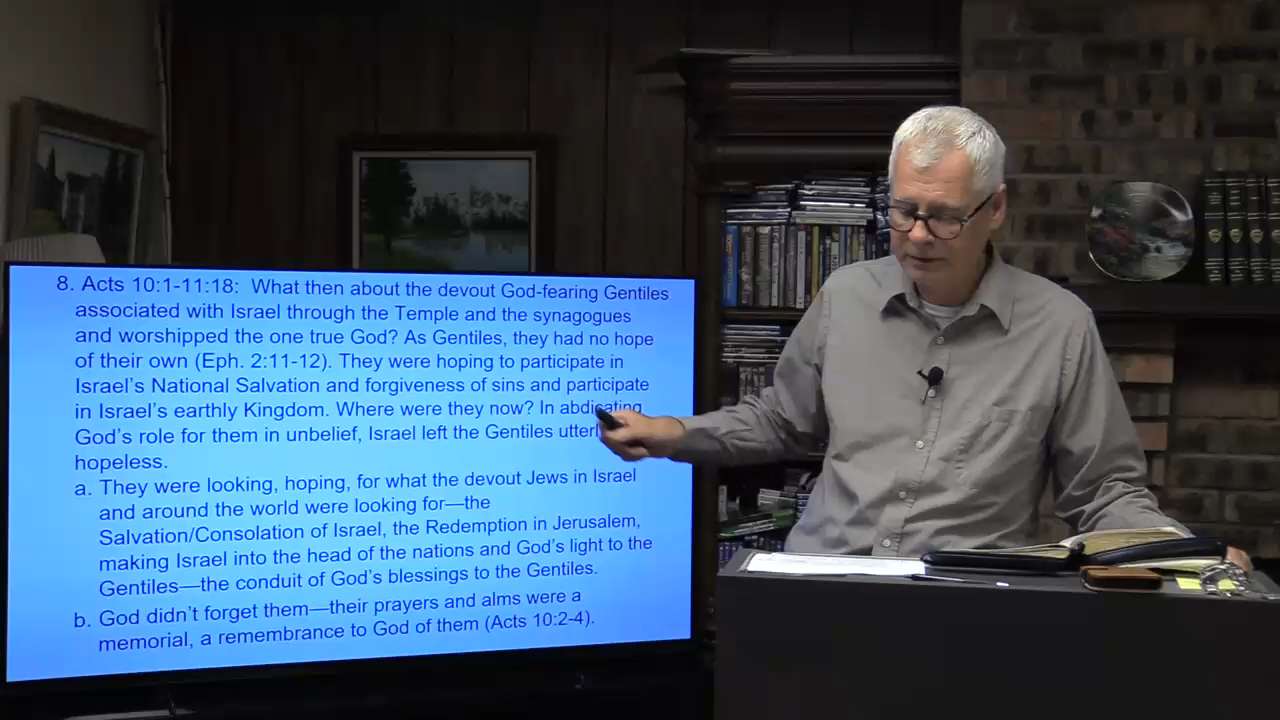 8. Acts 10:1-11:18: What then about the devout God-fearing Gentiles
associated with Israel through the Temple and the synagogues
and worshipped the one true God? As Gentiles, they had no hope
of their own (Eph. 2:11-12). They were hoping to participate in
Israel's National Salvation and forgiveness of sins and participate
in Israel's earthly Kingdom. Where were they now? In abdicating
God's role for them in unbelief, Israel left the Gentiles utterl
hopeless.
a. They were looking, hoping, for what the devout Jews in Israel
and around the world were looking for—the
Salvation/Consolation of Israel, the Redemption in Jerusalem,
making Israel into the head of the nations and God's light to the
Gentiles—the conduit of God's blessings to the Gentiles.
b. God didn't forget them—their prayers and alms were a
memorial, a remembrance to God of them (Acts 10:2-4).